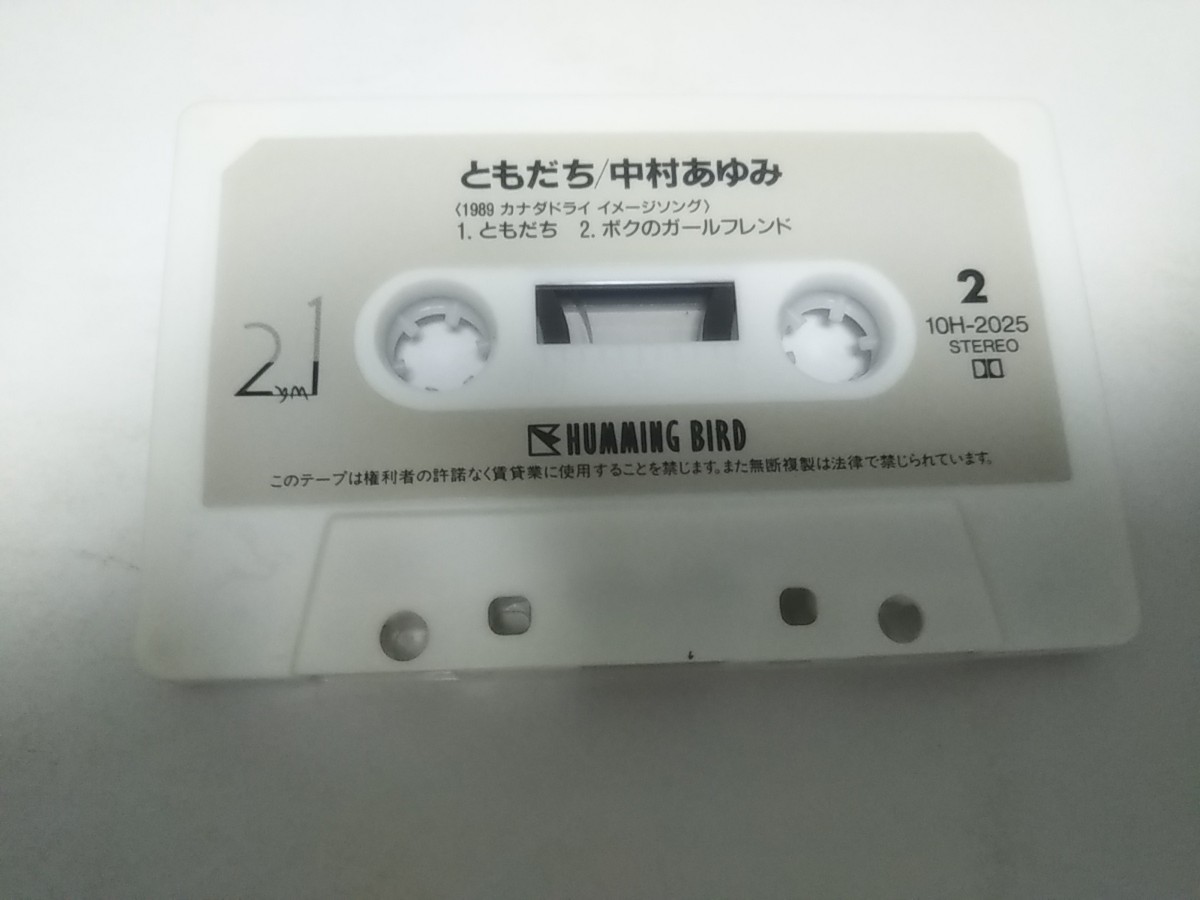 ともだち/中村あゆみ
〈1989 カナダドライ イメージソング〉
1. ともだち 2. ボクのガールフレンド
21
2
10H-2025
STEREO
HUMMING BIRD
このテープは権利者の許諾なく賃貸業に使用することを禁じます。また無断複製は法律で禁じられています。